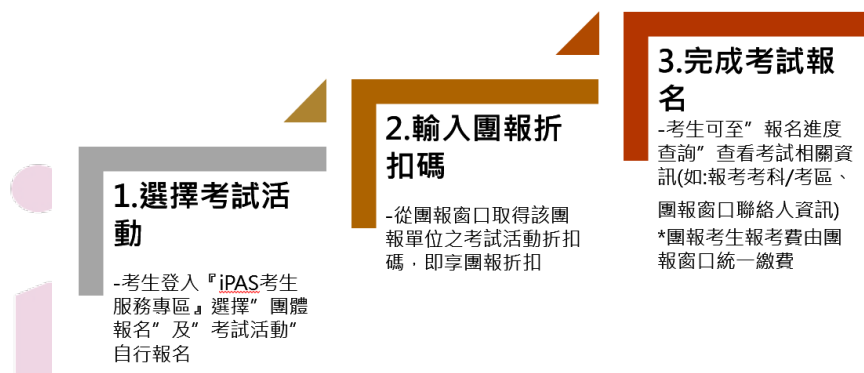 1.選擇考試活
動
-考生登入『iPAS考生
服務專區』選擇”團體
報名”及”考試活動”
自行報名
2.輸入團報折
扣碼
-從團報窗口取得該團
報單位之考試活動折扣
碼，即享團報折扣
3.完成考試報
名
-考生可至”報名進度
查詢”查看考試相關資
訊(如:報考考科/考區、
團報窗口聯絡人資訊)
*團報考生報考費由團
報窗口統一繳費